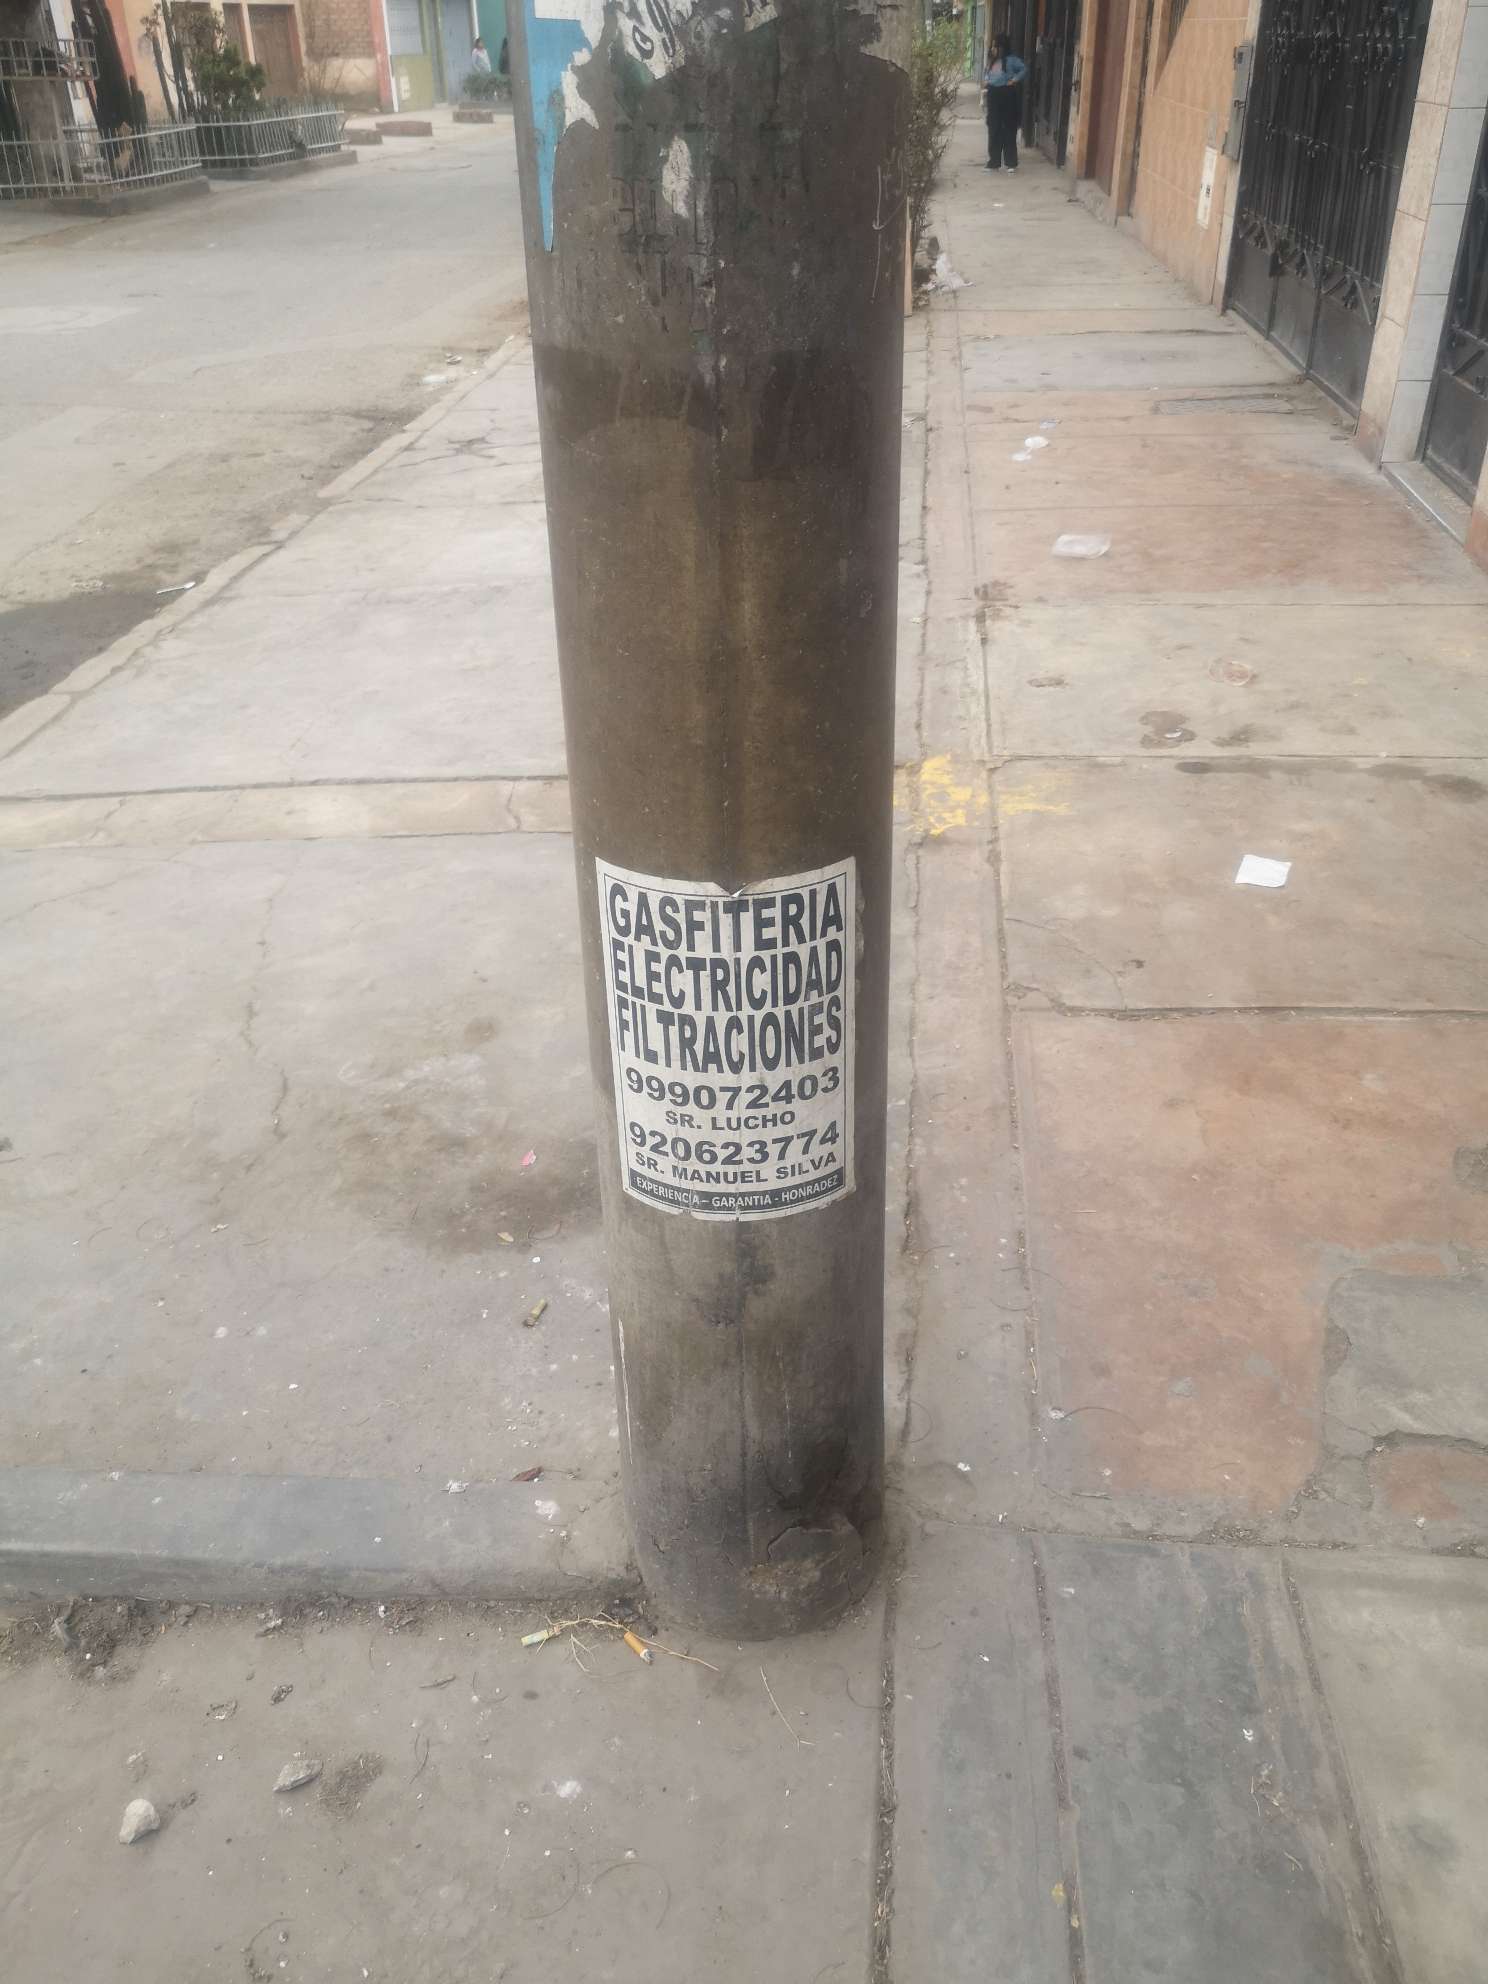 GASFITERIA
ELECTRICIDAD
FILTRACIONES
999072403
SR. LUCHO
920623774
SR. MANUEL SILVA
EXPERIENCIA – GARANTIA - HONRADEZ